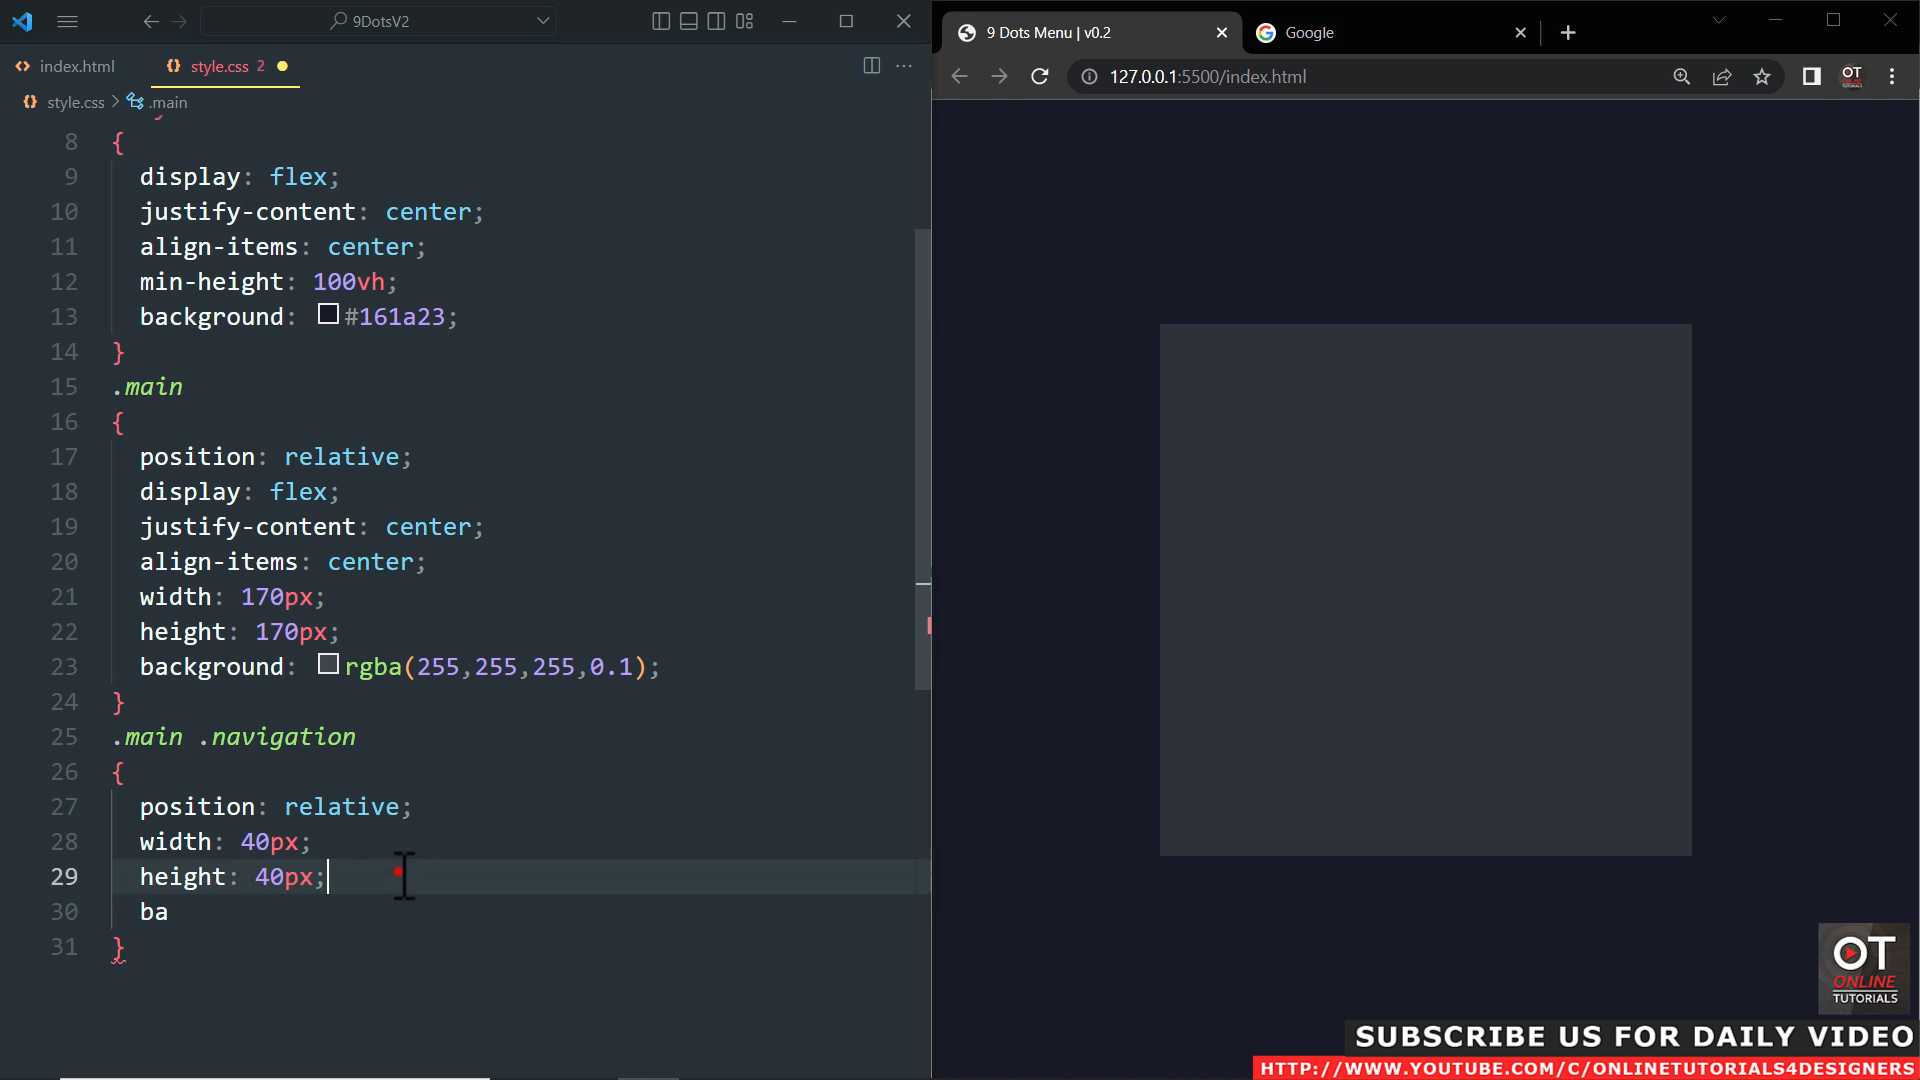 9DotsV2
index.html
style.css 2
style.css > .main
8 {
9 display: flex;
10 justify-content: center;
11 align-items: center;
12 min-height: 100vh;
13 background: #161a23;
14 }
15 .main
16 {
17 position: relative;
18 display: flex;
19 justify-content: center;
20 align-items: center;
21 width: 170px;
22 height: 170px;
23 background: rgba(255,255,255,0.1);
24 }
25 .main .navigation
26 {
27 position: relative;
28 width: 40px;
29 height: 40px;
30 ba
31 }
9 Dots Menu | v0.2
Google
127.0.0.1:5500/index.html
OT
ONLINE
TUTORIALS
SUBSCRIBE US FOR DAILY VIDEO
HTTP://WWW.YOUTUBE.COM/C/ONLINETUTORIALS4DESIGNERS